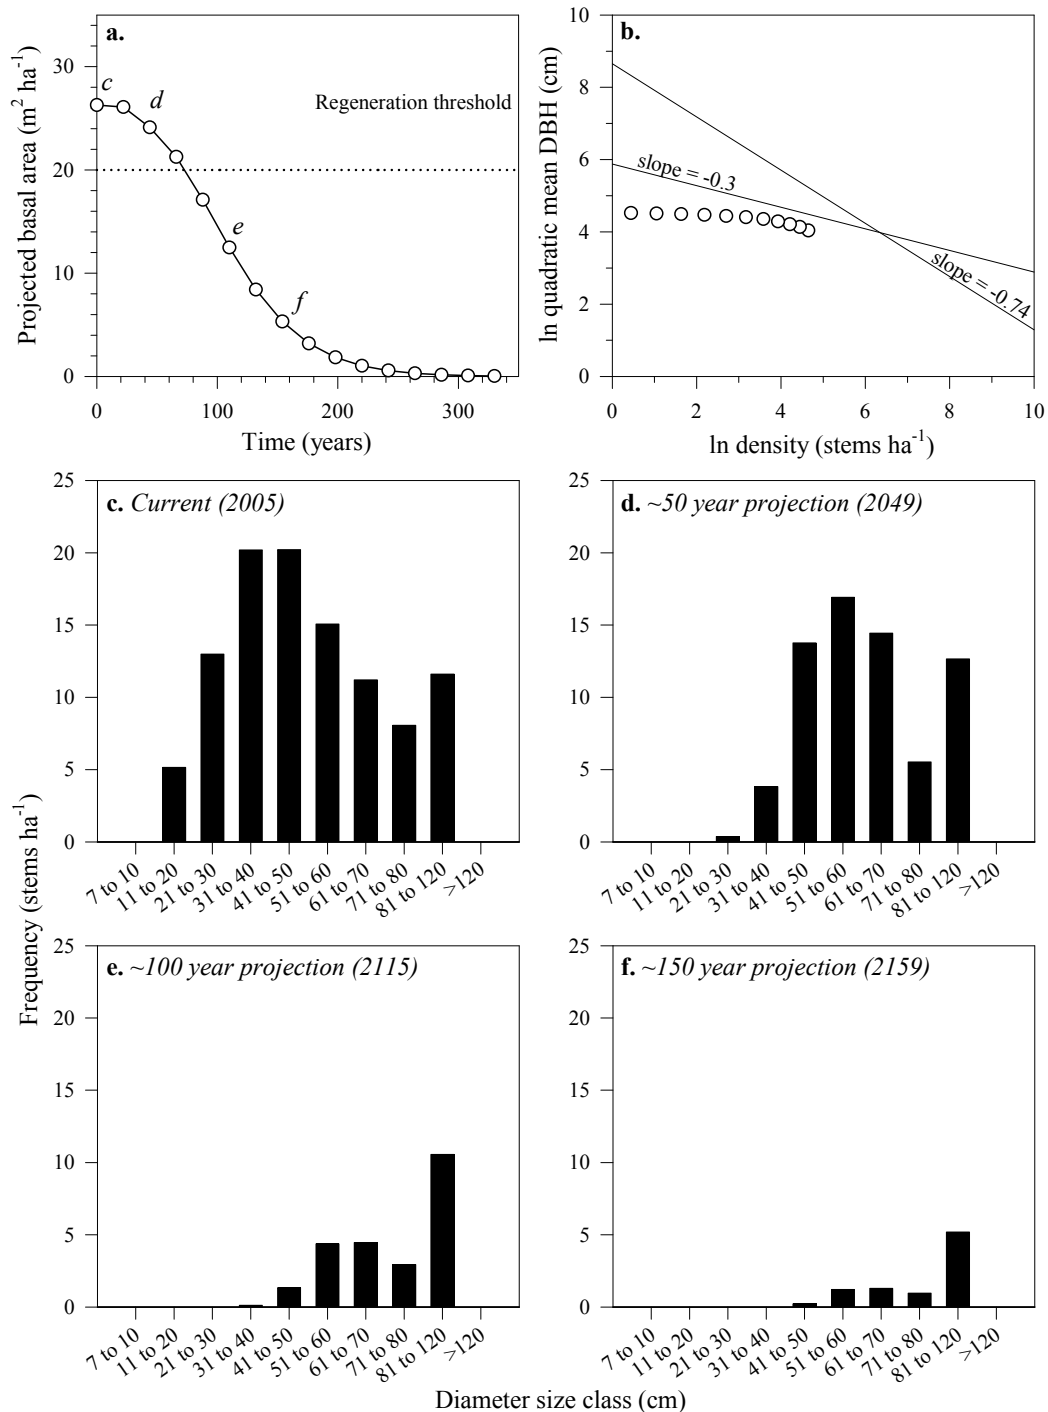 a.
c
d
e
f
Regeneration threshold
Projected basal area (m² ha⁻¹)
30
20
10
0
0 100 200 300
Time (years)
b.
slope = -0.3
slope = -0.74
ln quadratic mean DBH (cm)
10
8
6
4
2
0
0 2 4 6 8 10
ln density (stems ha⁻¹)
c. Current (2005)
25
20
15
10
5
0
7 to 10
11 to 20
21 to 30
31 to 40
41 to 50
51 to 60
61 to 70
71 to 80
81 to 120
>120
d. ~50 year projection (2049)
25
20
15
10
5
0
7 to 10
11 to 20
21 to 30
31 to 40
41 to 50
51 to 60
61 to 70
71 to 80
81 to 120
>120
Frequency (stems ha⁻¹)
e. ~100 year projection (2115)
25
20
15
10
5
0
7 to 10
11 to 20
21 to 30
31 to 40
41 to 50
51 to 60
61 to 70
71 to 80
81 to 120
>120
f. ~150 year projection (2159)
25
20
15
10
5
0
7 to 10
11 to 20
21 to 30
31 to 40
41 to 50
51 to 60
61 to 70
71 to 80
81 to 120
>120
Diameter size class (cm)